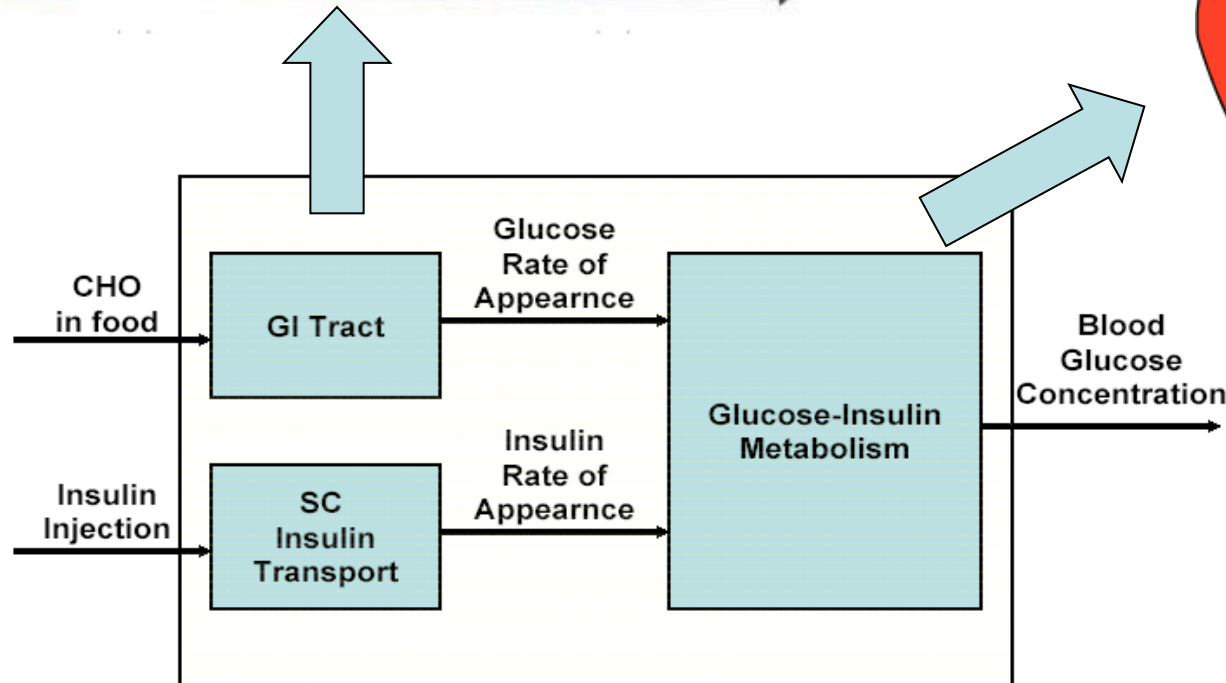 CHO
in food
GI Tract
Glucose
Rate of
Appearnce
Insulin
Injection
SC
Insulin
Transport
Insulin
Rate of
Appearnce
Glucose-Insulin
Metabolism
Blood
Glucose
Concentration